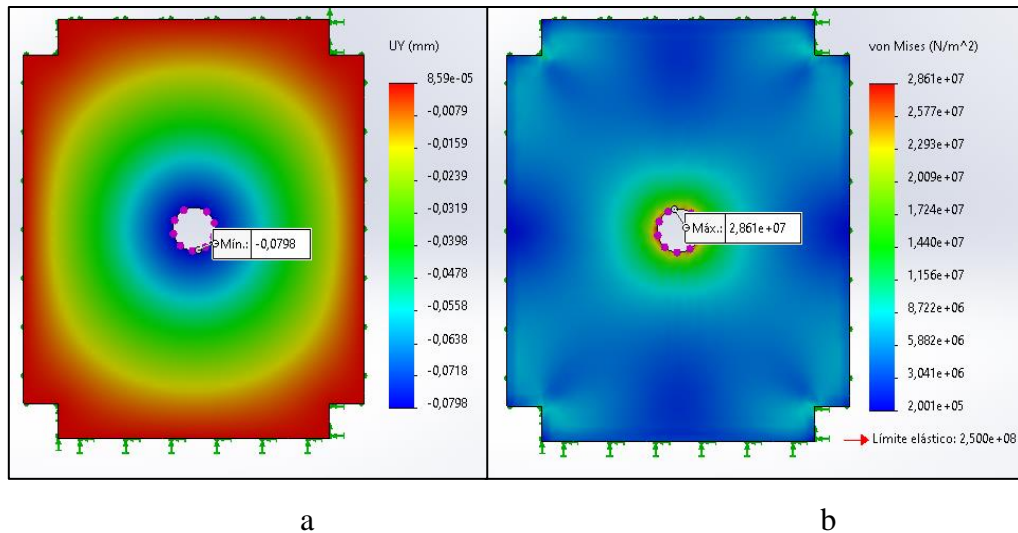 UY (mm)
8,59e-05
-0,0079
-0,0159
-0,0239
-0,0319
-0,0398
-0,0478
-0,0558
-0,0638
-0,0718
-0,0798
Mín.: -0,0798
von Mises (N/m^2)
2,861e+07
2,577e+07
2,293e+07
2,009e+07
1,724e+07
1,440e+07
1,156e+07
8,722e+06
5,882e+06
3,041e+06
2,001e+05
Límite elástico: 2,500e+08
Máx.: 2,861e+07
a
b